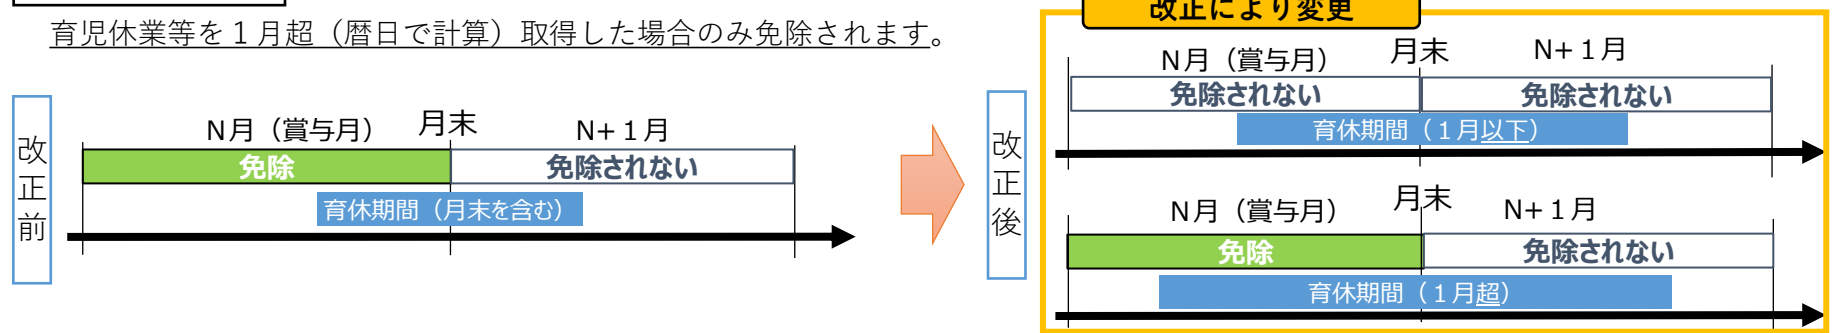 育児休業等を１月超（暦日で計算）取得した場合のみ免除されます。
改正前
N月（賞与月）
月末
N+１月
免除
免除されない
育休期間（月末を含む）
改正により変更
改正後
N月（賞与月）
月末
N+１月
免除されない
免除されない
育休期間（１月以下）
N月（賞与月）
月末
N+１月
免除
免除されない
育休期間（１月超）